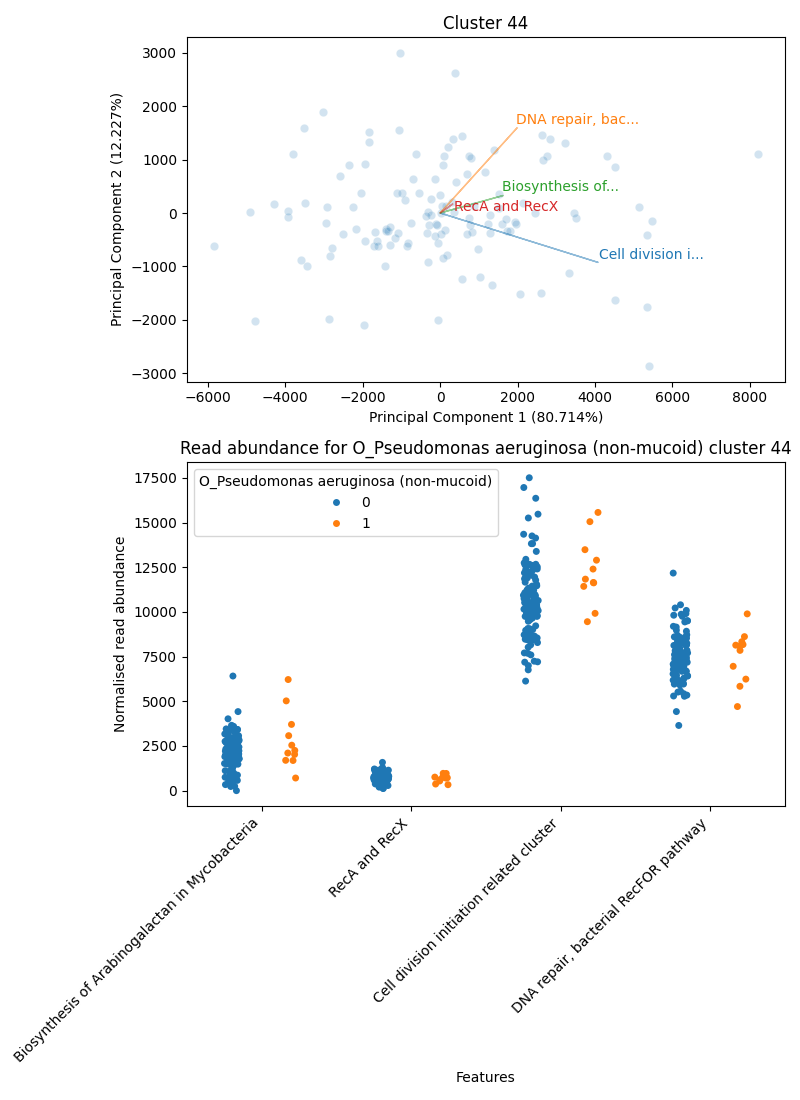 Cluster 44
3000
2000
1000
0
−1000
−2000
−3000
Principal Component 2 (12.227%)
DNA repair, bac...
Biosynthesis of...
RecA and RecX
Cell division i...
−6000 −4000 −2000 0 2000 4000 6000 8000
Principal Component 1 (80.714%)
Read abundance for O_Pseudomonas aeruginosa (non-mucoid) cluster 44
O_Pseudomonas aeruginosa (non-mucoid)
0
1
17500
15000
12500
10000
7500
5000
2500
0
Normalised read abundance
Biosynthesis of Arabinogalactan in Mycobacteria
RecA and RecX
Cell division initiation related cluster
DNA repair, bacterial RecFOR pathway
Features